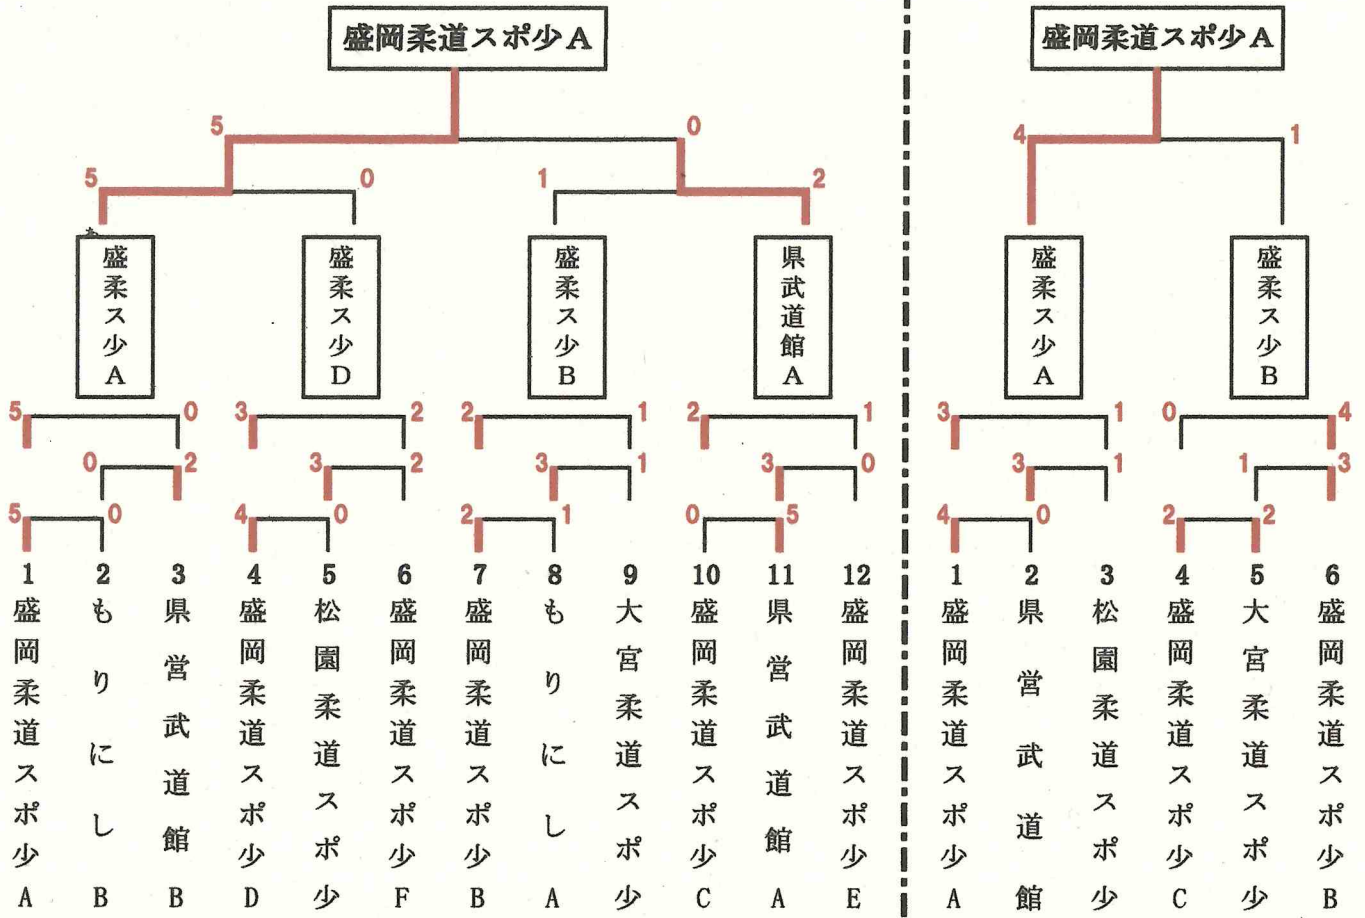 盛岡柔道スポ少A
5 0
5 0 1 2
盛柔ス少A
盛柔ス少D
盛柔ス少B
県武道館A
5 0 3 2 2 1 2 1
0 2 3 2 3 1 3 0
5 0 4 0 2 1 0 5
1 2 3 4 5 6 7 8 9 10 11 12
盛岡柔道スポ少A
もりにしB
県営武道館B
盛岡柔道スポ少D
松園柔道スポ少
盛岡柔道スポ少F
盛岡柔道スポ少B
もりにしA
大宮柔道スポ少
盛岡柔道スポ少C
県営武道館A
盛岡柔道スポ少E
盛岡柔道スポ少A
4 1
盛柔ス少A
盛柔ス少B
3 1 0 4
3 1 1 3
4 0 2 2
1 2 3 4 5 6
盛岡柔道スポ少A
県営武道館
松園柔道スポ少
盛岡柔道スポ少C
大宮柔道スポ少
盛岡柔道スポ少B